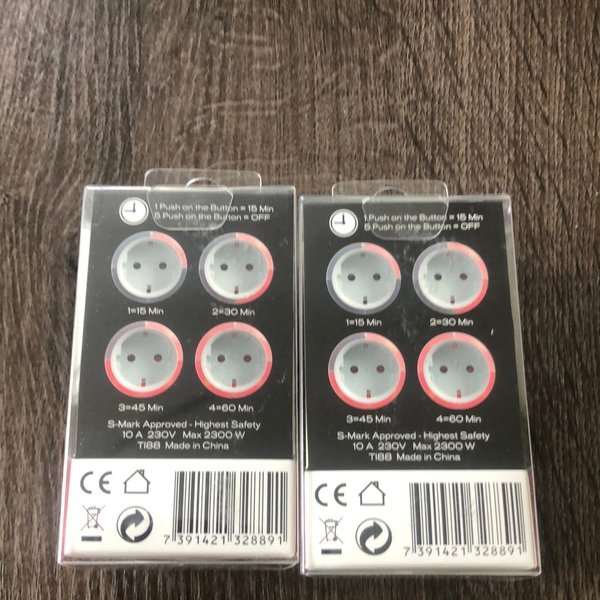 1 Push on the Button = 15 Min
5 Push on the Button = OFF
1=15 Min
2=30 Min
3=45 Min
4=60 Min
S-Mark Approved - Highest Safety
10 A 230V Max 2300 W
T188 Made in China
CE
7 391421 328891
1 Push on the Button = 15 Min
5 Push on the Button = OFF
1=15 Min
2=30 Min
3=45 Min
4=60 Min
S-Mark Approved - Highest Safety
10 A 230V Max 2300 W
T188 Made in China
CE
7 391421 328891